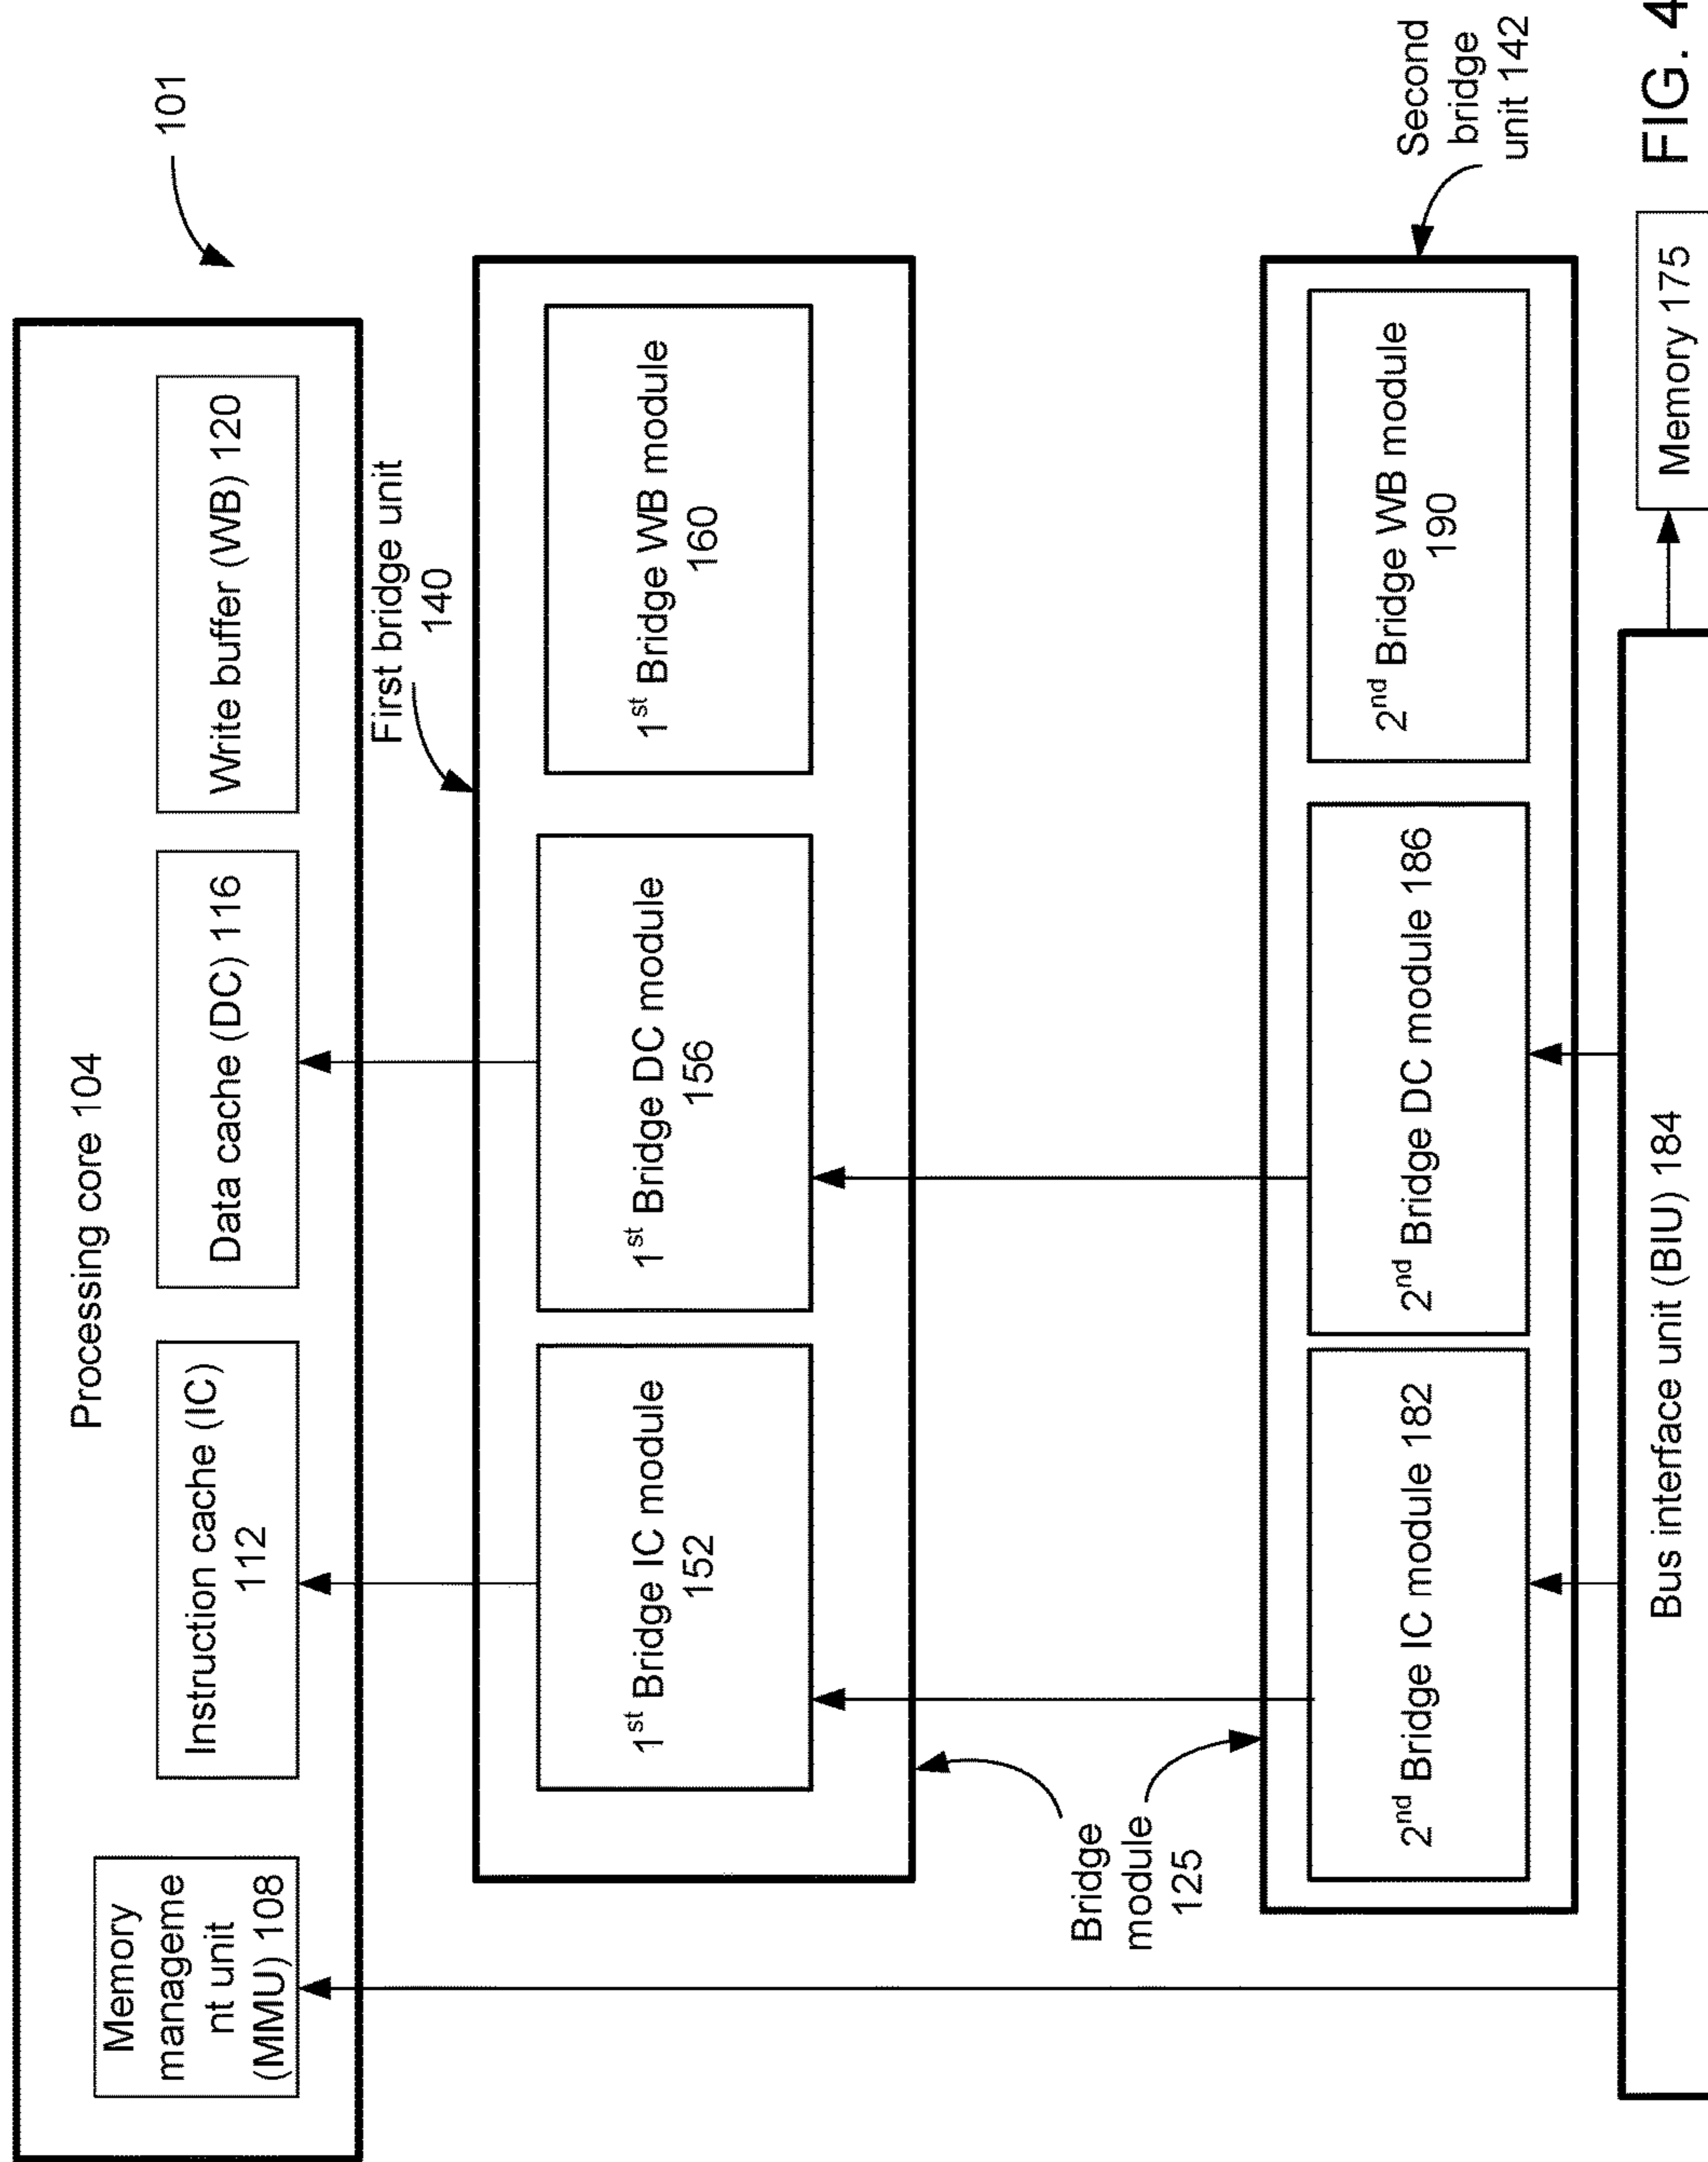 101
Processing core 104
Memory
manageme
nt unit
(MMU) 108
Instruction cache (IC)
112
Data cache (DC) 116
Write buffer (WB) 120
First bridge unit
140
1st Bridge IC module
152
1st Bridge DC module
156
1st Bridge WB module
160
Bridge
module
125
Second
bridge
unit 142
2nd Bridge IC module 182
2nd Bridge DC module 186
2nd Bridge WB module
190
Bus interface unit (BIU) 184
Memory 175
FIG. 4